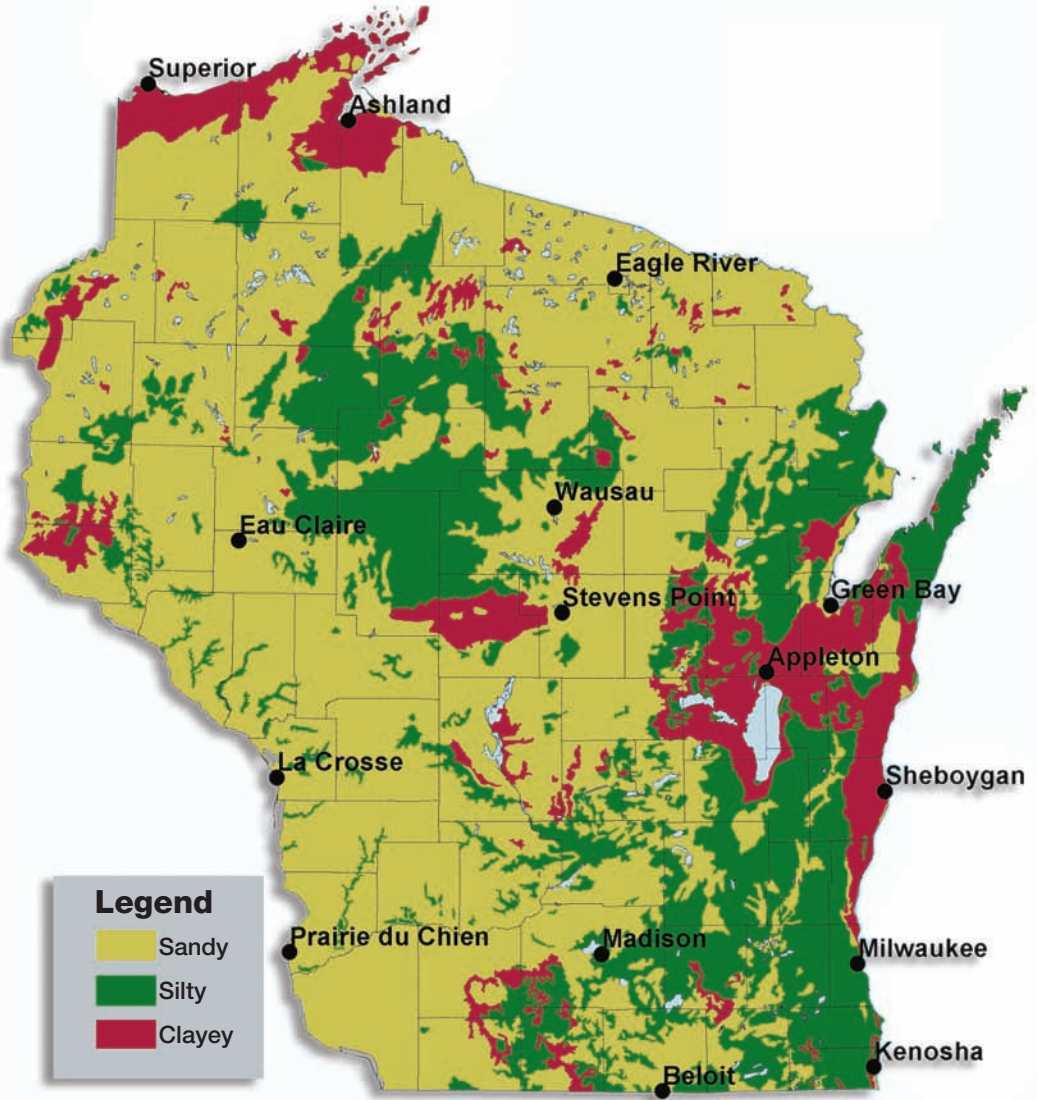 Superior
Ashland
Eagle River
Wausau
Eau Claire
Stevens Point
Green Bay
Appleton
La Crosse
Sheboygan
Legend
Sandy
Silty
Clayey
Prairie du Chien
Madison
Milwaukee
Kenosha
Beloit